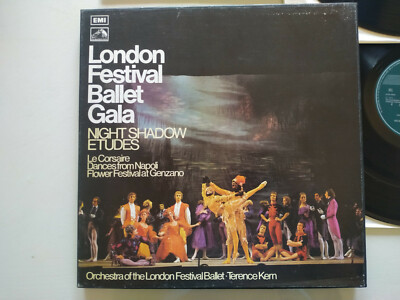 EMI
London
Festival
Ballet
Gala
NIGHT SHADOW
ETUDES
Le Corsaire
Dances from Napoli
Flower Festival at Genzano
Orchestra of the London Festival Ballet · Terence Kern